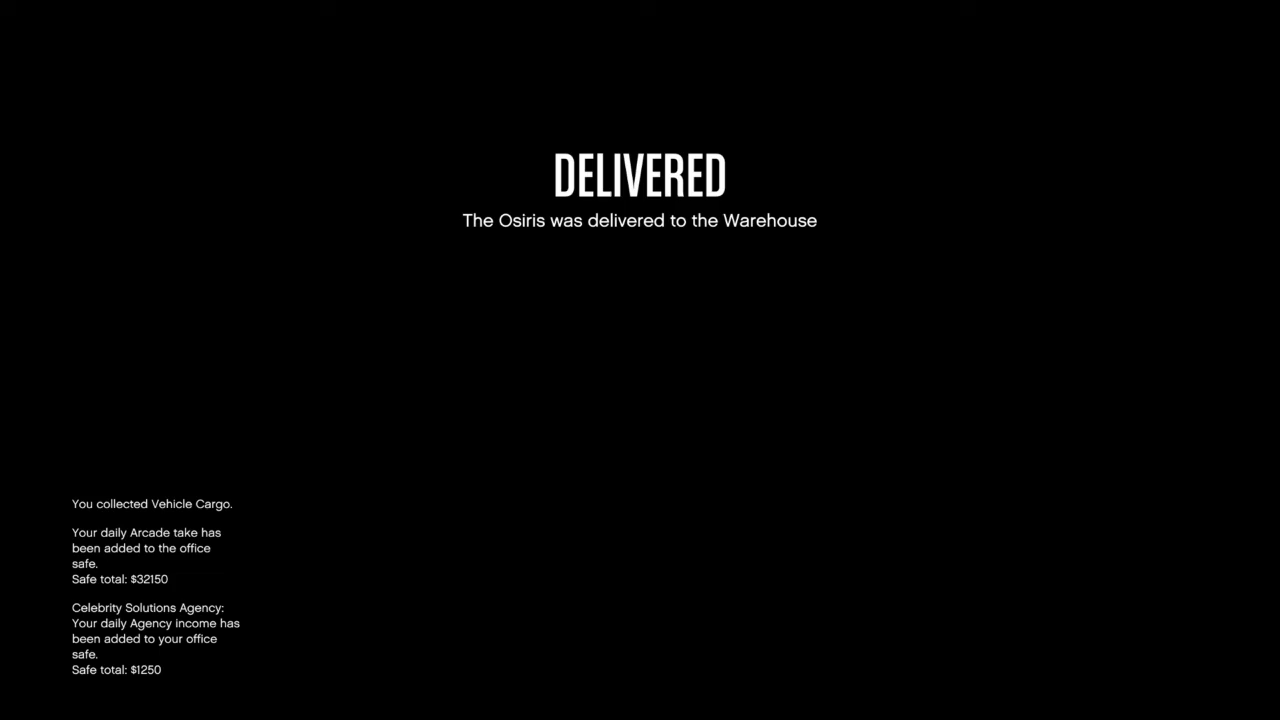 DELIVERED
The Osiris was delivered to the Warehouse
You collected Vehicle Cargo.
Your daily Arcade take has
been added to the office
safe.
Safe total: $32150
Celebrity Solutions Agency:
Your daily Agency income has
been added to your office
safe.
Safe total: $1250